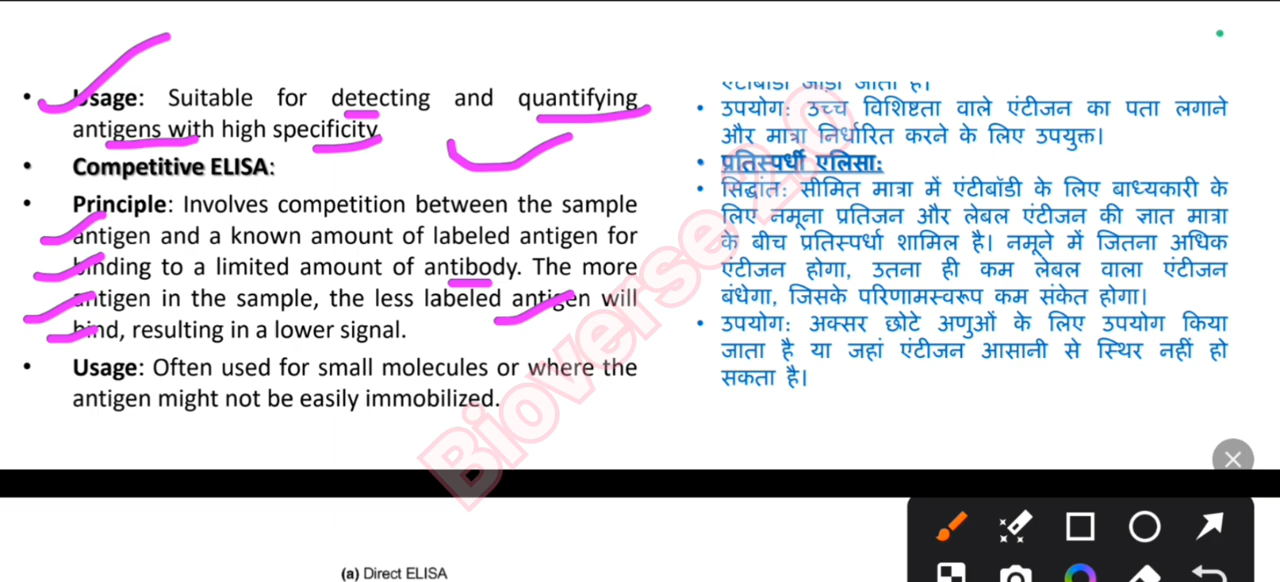 • Usage: Suitable for detecting and quantifying
antigens with high specificity.
• Competitive ELISA:
• Principle: Involves competition between the sample
antigen and a known amount of labeled antigen for
binding to a limited amount of antibody. The more
antigen in the sample, the less labeled antigen will
bind, resulting in a lower signal.
• Usage: Often used for small molecules or where the
antigen might not be easily immobilized.
एंटीबॉडी जोड़ी जाती है।
• उपयोग: उच्च विशिष्टता वाले एंटीजन का पता लगाने
और मात्रा निर्धारित करने के लिए उपयुक्त।
• प्रतिस्पर्धी एलिसा:
• सिद्धांत: सीमित मात्रा में एंटीबॉडी के लिए बाध्यकारी के
लिए नमूना प्रतिजन और लेबल एंटीजन की ज्ञात मात्रा
के बीच प्रतिस्पर्धा शामिल है। नमूने में जितना अधिक
एंटीजन होगा, उतना ही कम लेबल वाला एंटीजन
बंधेगा, जिसके परिणामस्वरूप कम संकेत होगा।
• उपयोग: अक्सर छोटे अणुओं के लिए उपयोग किया
जाता है या जहां एंटीजन आसानी से स्थिर नहीं हो
सकता है।
Bioverse 2.0
(a) Direct ELISA